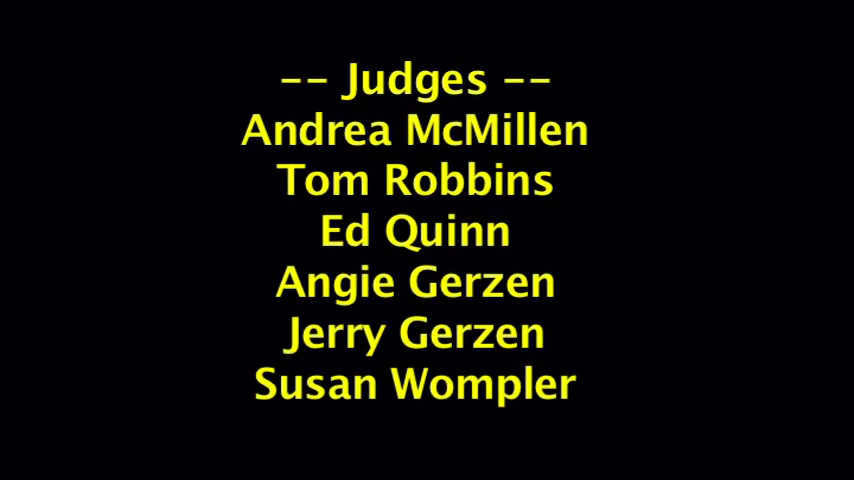 -- Judges --
Andrea McMillen
Tom Robbins
Ed Quinn
Angie Gerzen
Jerry Gerzen
Susan Wompler